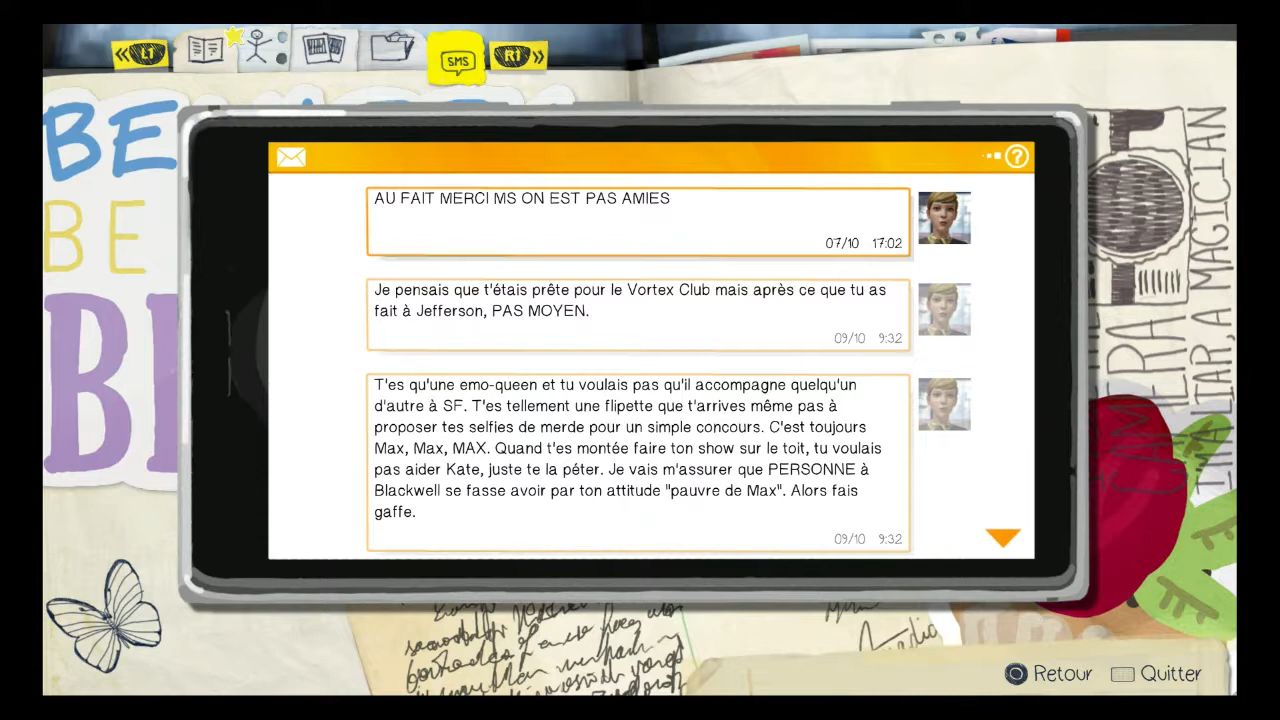 L1
SMS
R1
BE
BE
AU FAIT MERCI MS ON EST PAS AMIES
07/10 17:02
Je pensais que t'étais prête pour le Vortex Club mais après ce que tu as
fait à Jefferson, PAS MOYEN.
09/10 9:32
T'es qu'une emo-queen et tu voulais pas qu'il accompagne quelqu'un
d'autre à SF. T'es tellement une flipette que t'arrives même pas à
proposer tes selfies de merde pour un simple concours. C'est toujours
Max, Max, MAX. Quand t'es montée faire ton show sur le toit, tu voulais
pas aider Kate, juste te la péter. Je vais m'assurer que PERSONNE à
Blackwell se fasse avoir par ton attitude "pauvre de Max". Alors fais
gaffe.
09/10 9:32
CAMERA
A MAGICIAN
Retour
Quitter